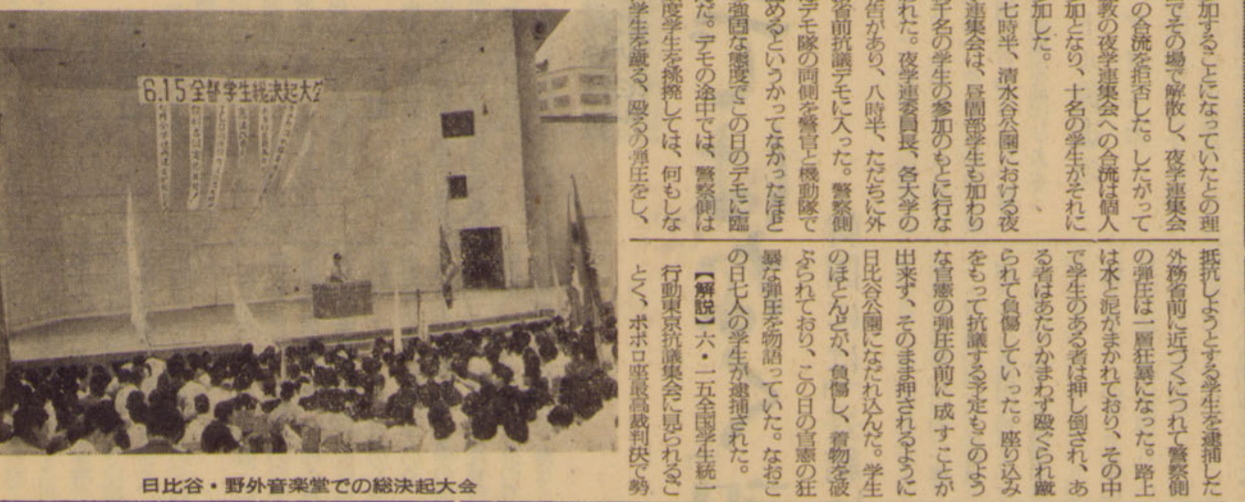 加することになっていたとの理
でその場で解散し、夜学連集会
の合流を拒否した。したがって
教の夜学連集会への合流は個人
加となり、十名の学生がそれに
加した。
七時半、清水谷公園における夜
連集会は、昼間部学生も加わり
千名の学生の参加のもとに行な
れた。夜学連委員長、各大学の
告があり、八時半、ただちに外
省前抗議デモに入った。警察側
デモ隊の両側を警官と機動隊で
めるというかってなかったほど
強固な態度でこの日のデモに臨
た。デモの途中では、警察側は
度学生を挑撥しては、何もしな
学生を蹴る、殴るの弾圧をし、
抵抗しようとする学生を逮捕した
外務省前に近づくにつれて警察側
の弾圧は一層狂暴になった。路上
は水と泥がまかれており、その中
で学生のある者は押し倒され、あ
る者はあたりかまわず殴ぐられ蹴
られて負傷していった。座り込み
をもって抗議する予定もこのよう
な官憲の弾圧の前に成すことが
出来ず、そのまま押されるように
日比谷公園になだれ込んだ。学生
のほとんどが、負傷し、着物を破
ぶられており、この日の官憲の狂
暴な弾圧を物語っていた。なおこ
の日七人の学生が逮捕された。
【解説】六・一五全国学生統一
行動東京抗議集会に見られるご
とく、ポポロ座最高裁判決で勢
6.15全都学生総決起大会
日比谷・野外音楽堂での総決起大会